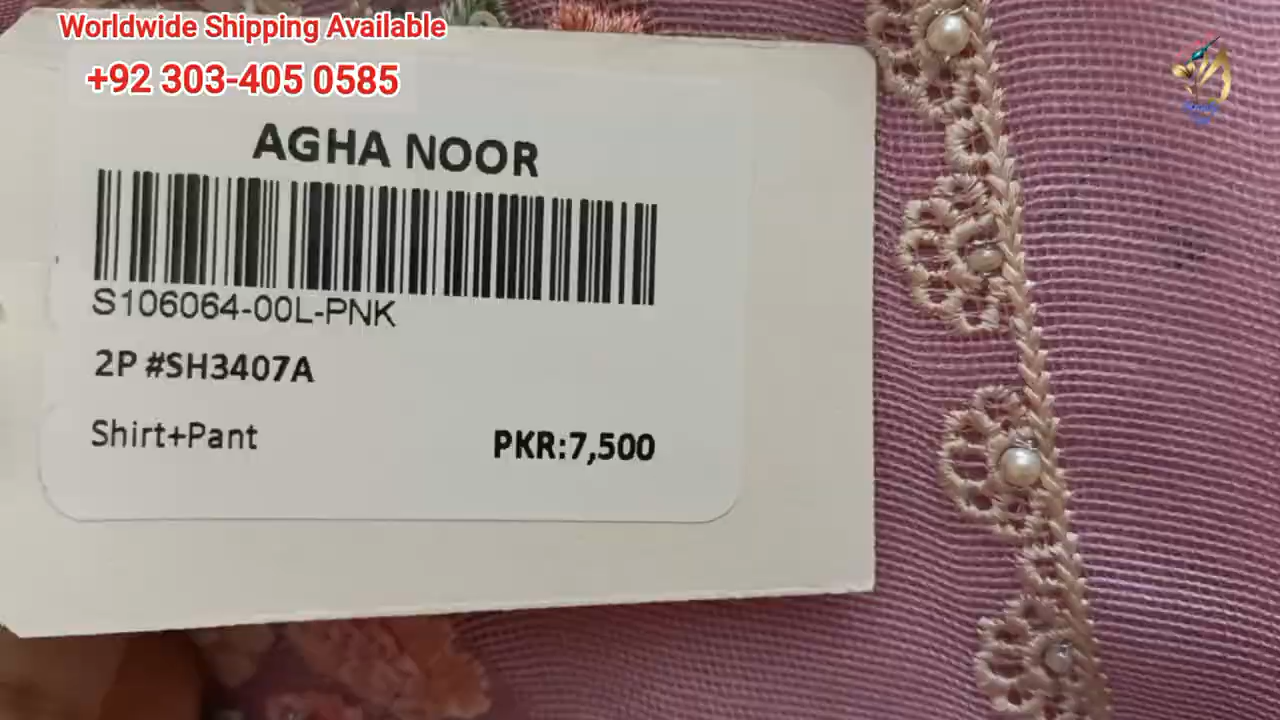 Worldwide Shipping Available
+92 303-405 0585
AGHA NOOR
S106064-00L-PNK
2P #SH3407A
Shirt+Pant
PKR:7,500